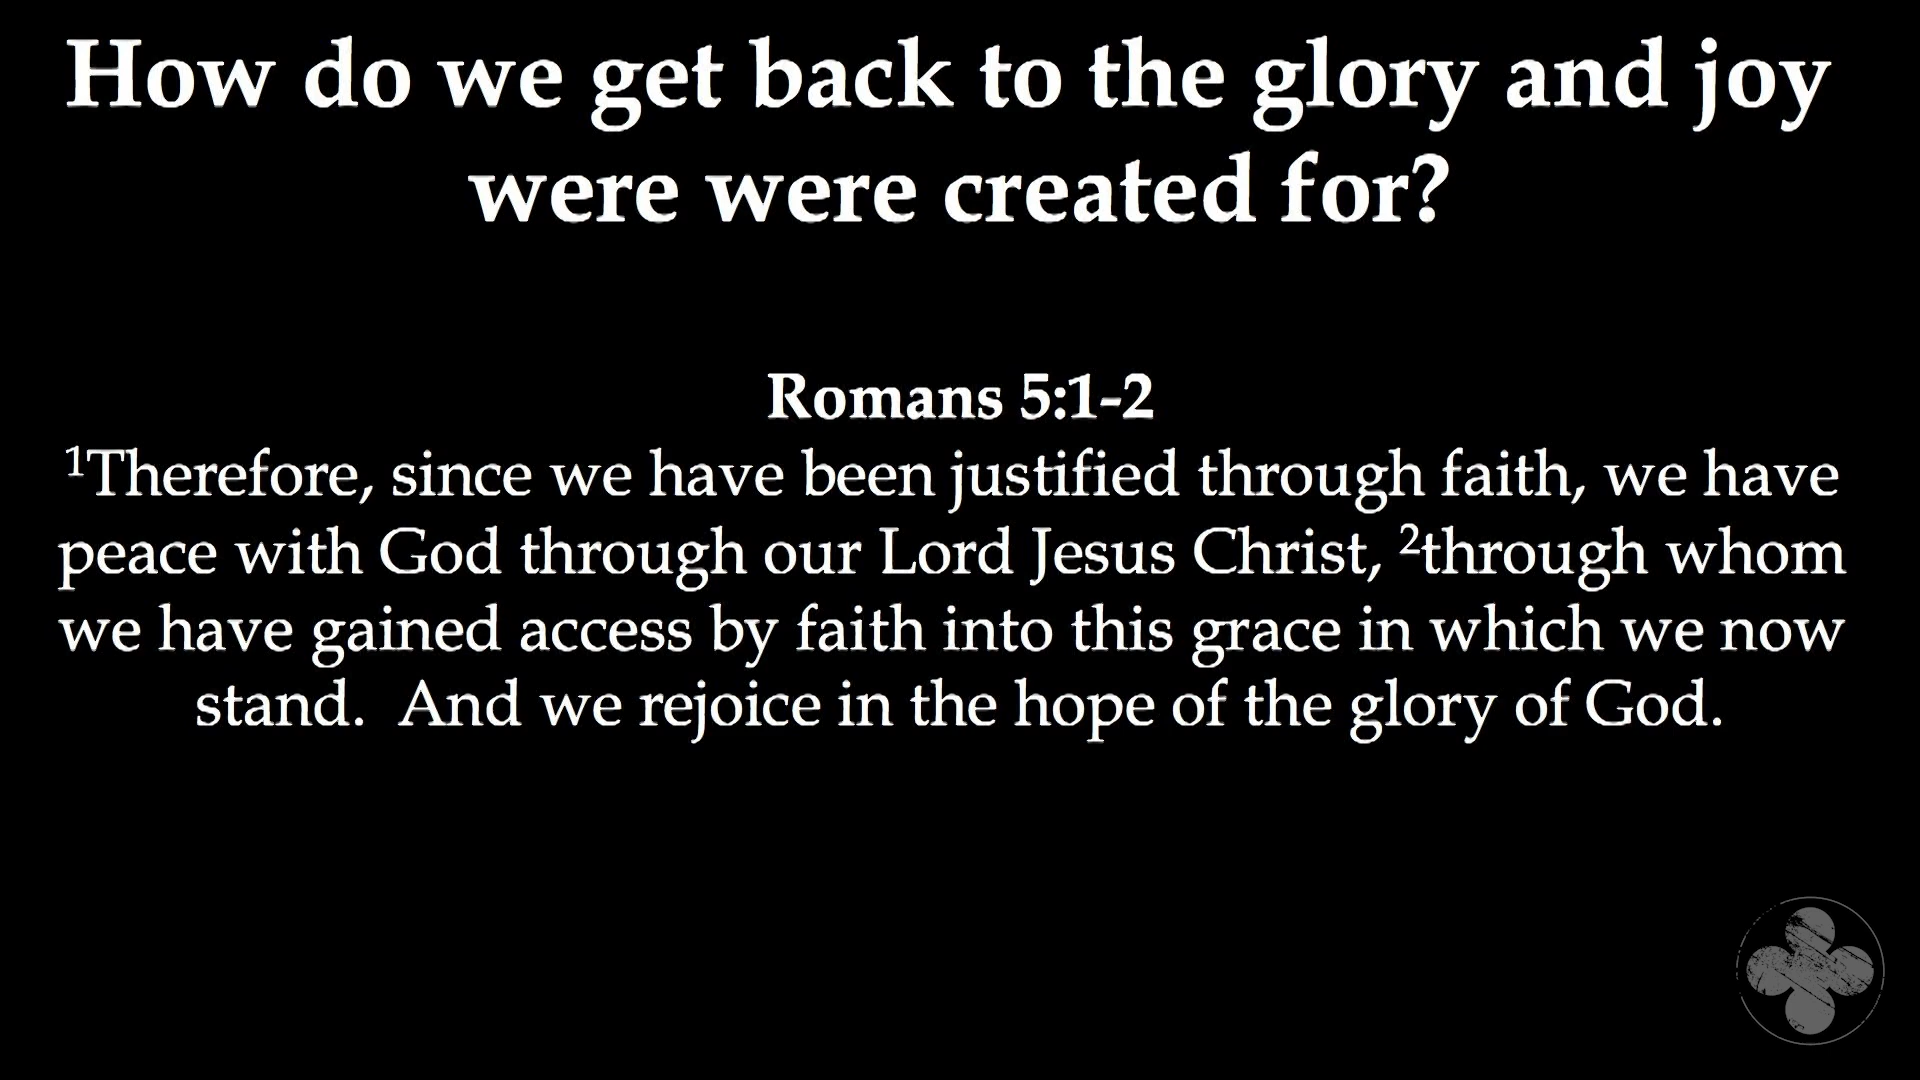 How do we get back to the glory and joy
were were created for?
Romans 5:1-2
¹Therefore, since we have been justified through faith, we have
peace with God through our Lord Jesus Christ, ²through whom
we have gained access by faith into this grace in which we now
stand.  And we rejoice in the hope of the glory of God.